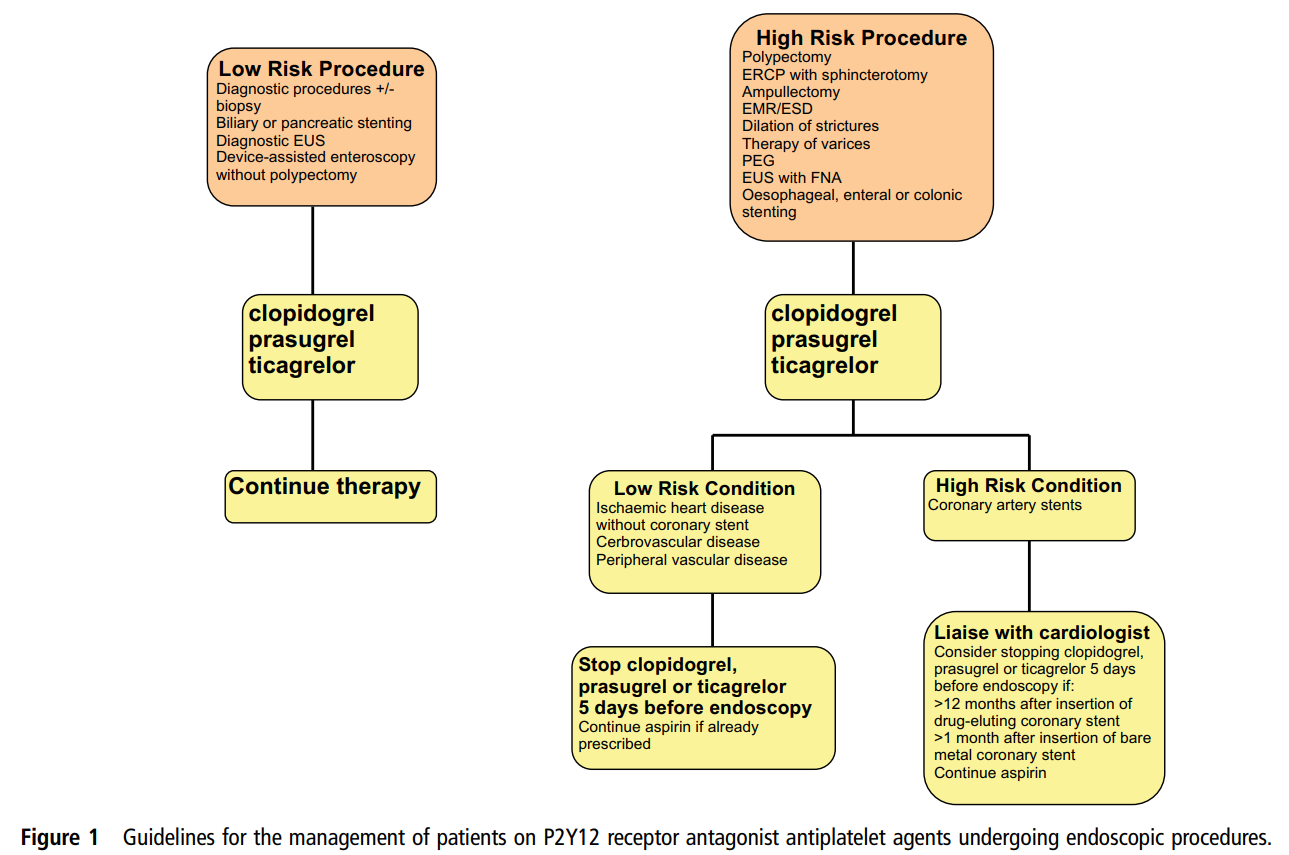 Low Risk Procedure
Diagnostic procedures +/-
biopsy
Biliary or pancreatic stenting
Diagnostic EUS
Device-assisted enteroscopy
without polypectomy
clopidogrel
prasugrel
ticagrelor
Continue therapy
High Risk Procedure
Polypectomy
ERCP with sphincterotomy
Ampullectomy
EMR/ESD
Dilation of strictures
Therapy of varices
PEG
EUS with FNA
Oesophageal, enteral or colonic
stenting
clopidogrel
prasugrel
ticagrelor
Low Risk Condition
Ischaemic heart disease
without coronary stent
Cerbrovascular disease
Peripheral vascular disease
Stop clopidogrel,
prasugrel or ticagrelor
5 days before endoscopy
Continue aspirin if already
prescribed
High Risk Condition
Coronary artery stents
Liaise with cardiologist
Consider stopping clopidogrel,
prasugrel or ticagrelor 5 days
before endoscopy if:
>12 months after insertion of
drug-eluting coronary stent
>1 month after insertion of bare
metal coronary stent
Continue aspirin
Figure 1 Guidelines for the management of patients on P2Y12 receptor antagonist antiplatelet agents undergoing endoscopic procedures.